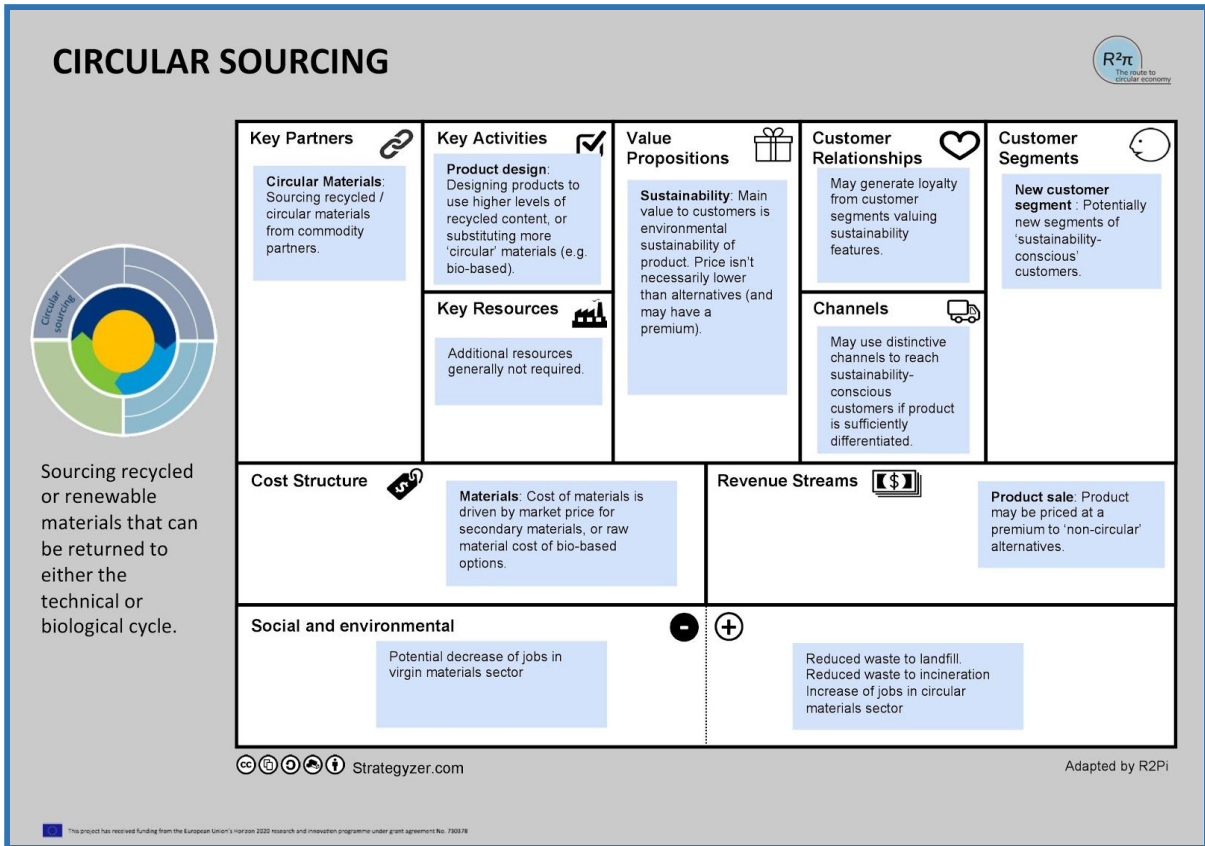 CIRCULAR SOURCING
R²π
The route to
circular economy
Key Partners
Circular Materials:
Sourcing recycled /
circular materials
from commodity
partners.
Key Activities
Product design:
Designing products to
use higher levels of
recycled content, or
substituting more
'circular' materials (e.g.
bio-based).
Key Resources
Additional resources
generally not required.
Value
Propositions
Sustainability: Main
value to customers is
environmental
sustainability of
product. Price isn't
necessarily lower
than alternatives (and
may have a
premium).
Customer
Relationships
May generate loyalty
from customer
segments valuing
sustainability
features.
Channels
May use distinctive
channels to reach
sustainability-
conscious
customers if product
is sufficiently
differentiated.
Customer
Segments
New customer
segment : Potentially
new segments of
'sustainability-
conscious'
customers.
Circular
sourcing
Sourcing recycled
or renewable
materials that can
be returned to
either the
technical or
biological cycle.
Cost Structure
$
Materials: Cost of materials is
driven by market price for
secondary materials, or raw
material cost of bio-based
options.
Revenue Streams
$
Product sale: Product
may be priced at a
premium to 'non-circular'
alternatives.
Social and environmental
-
+
Potential decrease of jobs in
virgin materials sector
Reduced waste to landfill.
Reduced waste to incineration
Increase of jobs in circular
materials sector
cc
Strategyzer.com
Adapted by R2Pi
This project has received funding from the European Union's Horizon 2020 research and innovation programme under grant agreement No. 730378